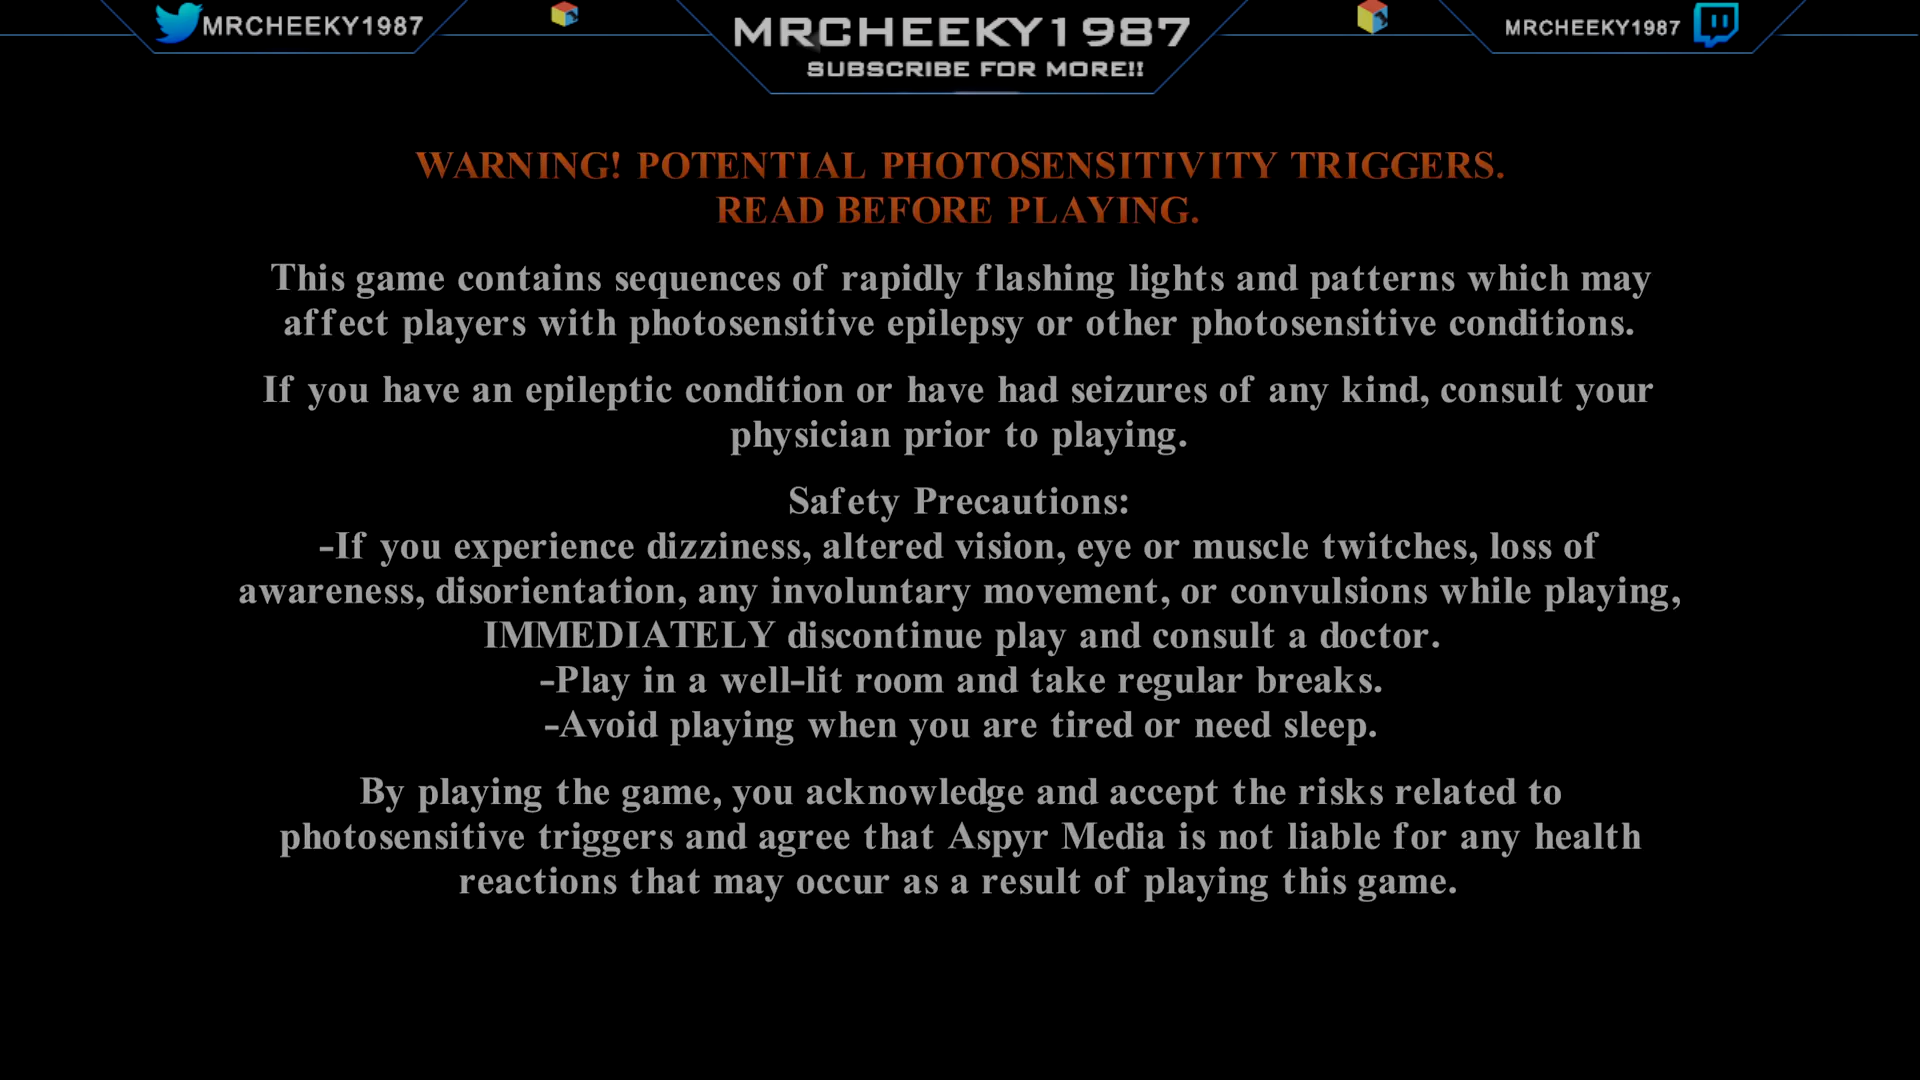 MRCHEEKY1987
MRCHEEKY1987
SUBSCRIBE FOR MORE!!
MRCHEEKY1987
WARNING! POTENTIAL PHOTOSENSITIVITY TRIGGERS.
READ BEFORE PLAYING.
This game contains sequences of rapidly flashing lights and patterns which may
affect players with photosensitive epilepsy or other photosensitive conditions.
If you have an epileptic condition or have had seizures of any kind, consult your
physician prior to playing.
Safety Precautions:
-If you experience dizziness, altered vision, eye or muscle twitches, loss of
awareness, disorientation, any involuntary movement, or convulsions while playing,
IMMEDIATELY discontinue play and consult a doctor.
-Play in a well-lit room and take regular breaks.
-Avoid playing when you are tired or need sleep.
By playing the game, you acknowledge and accept the risks related to
photosensitive triggers and agree that Aspyr Media is not liable for any health
reactions that may occur as a result of playing this game.